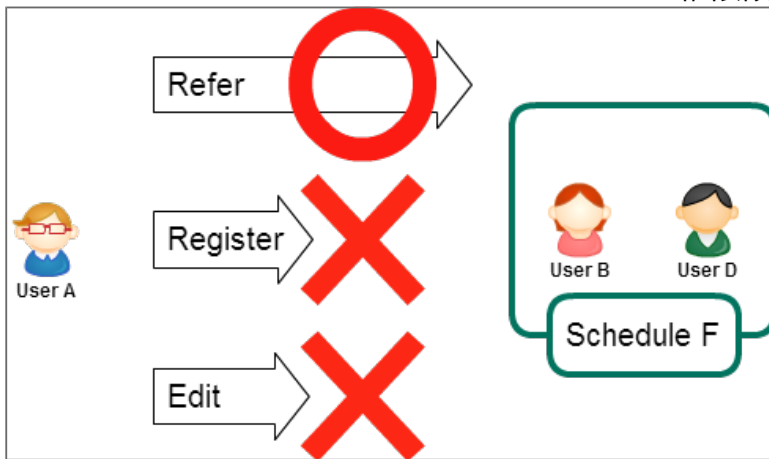 Refer
Register
Edit
User A
User B
User D
Schedule F